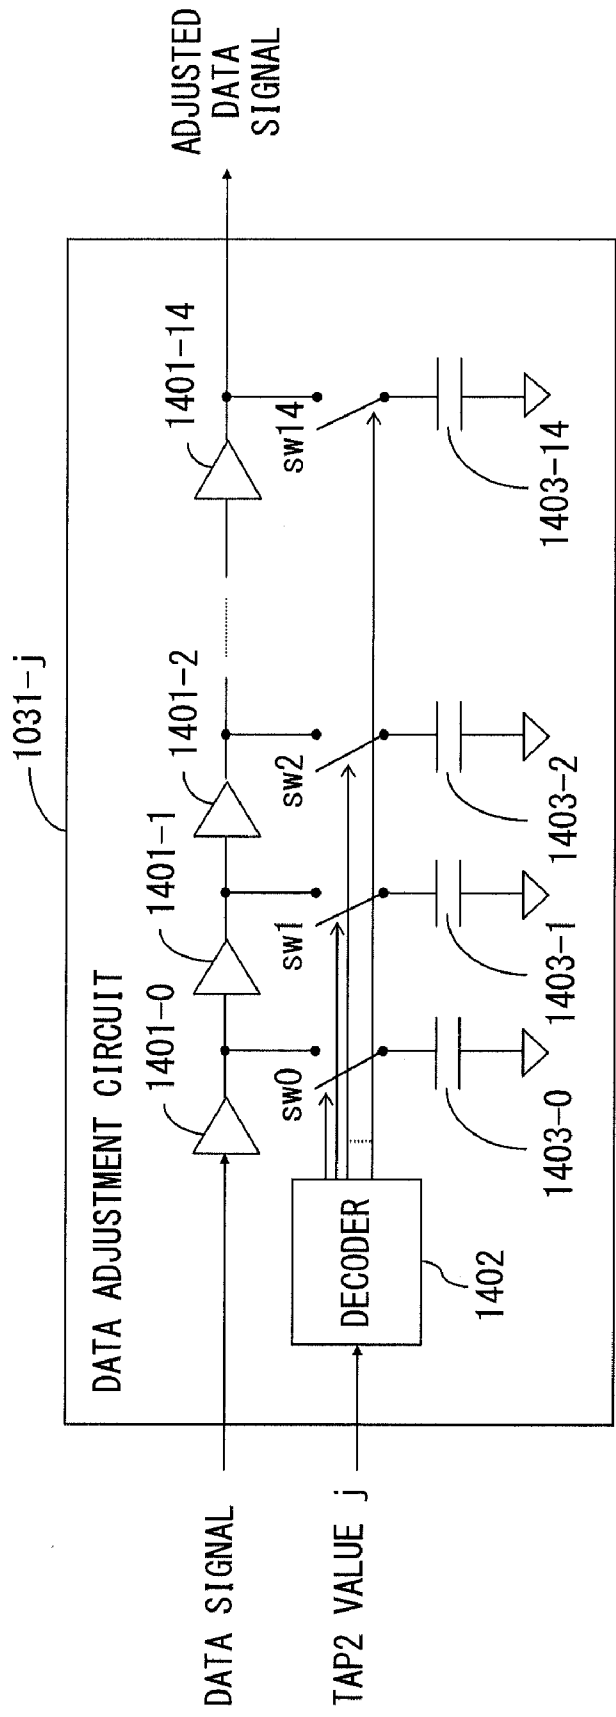 1031-j
DATA ADJUSTMENT CIRCUIT
1401-0
1401-1
1401-2
1401-14
DATA SIGNAL
ADJUSTED
DATA
SIGNAL
sw0
sw1
sw2
sw14
TAP2 VALUE j
DECODER
1402
1403-0
1403-1
1403-2
1403-14